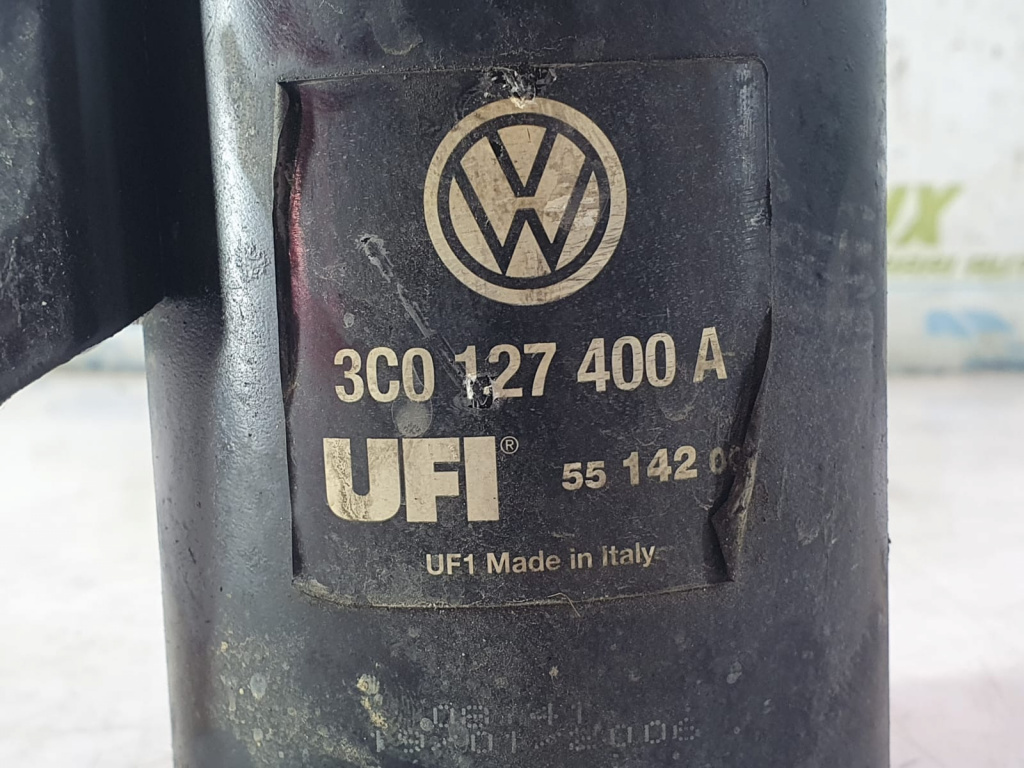 3C0 127 400 A
UFI® 55 142
UF1 Made in Italy